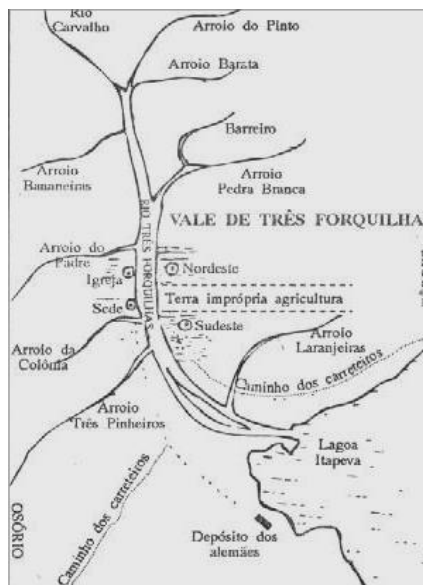 Rio
Carvalho
Arroio do Pinto
Arroio Barata
Barreiro
Arroio
Bananeiras
Arroio
Pedra Branca
VALE DE TRÊS FORQUILHA
RIO TRÊS FORQUILHAS
Arroio do
Padre
Igreja
Nordeste
Terra imprópria agricultura
Sede
Sudeste
Arroio
Laranjeiras
Arroio da
Colônia
Caminho dos carreteiros
Arroio
Três Pinheiros
Lagoa
Itapeva
Caminho dos carreteiros
OSÓRIO
Depósito dos
alemães